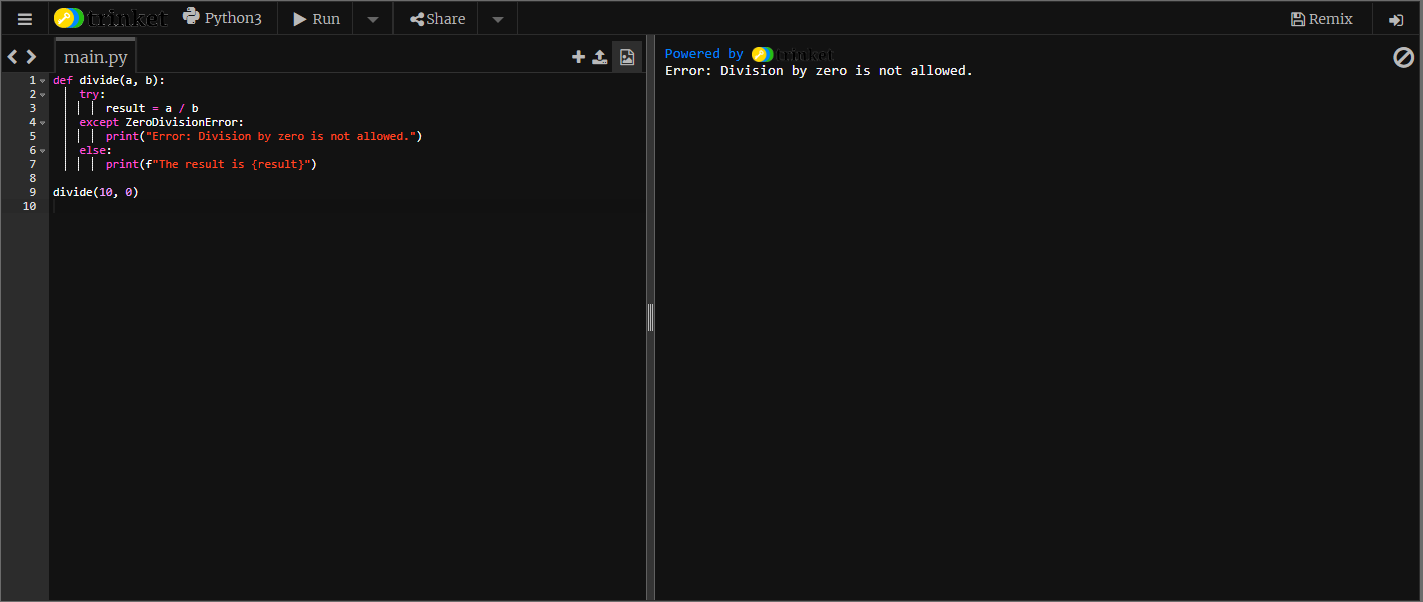 trinket Python3 Run Share Remix
main.py
1 def divide(a, b):
2 try:
3 result = a / b
4 except ZeroDivisionError:
5 print("Error: Division by zero is not allowed.")
6 else:
7 print(f"The result is {result}")
8
9 divide(10, 0)
10
Powered by trinket
Error: Division by zero is not allowed.